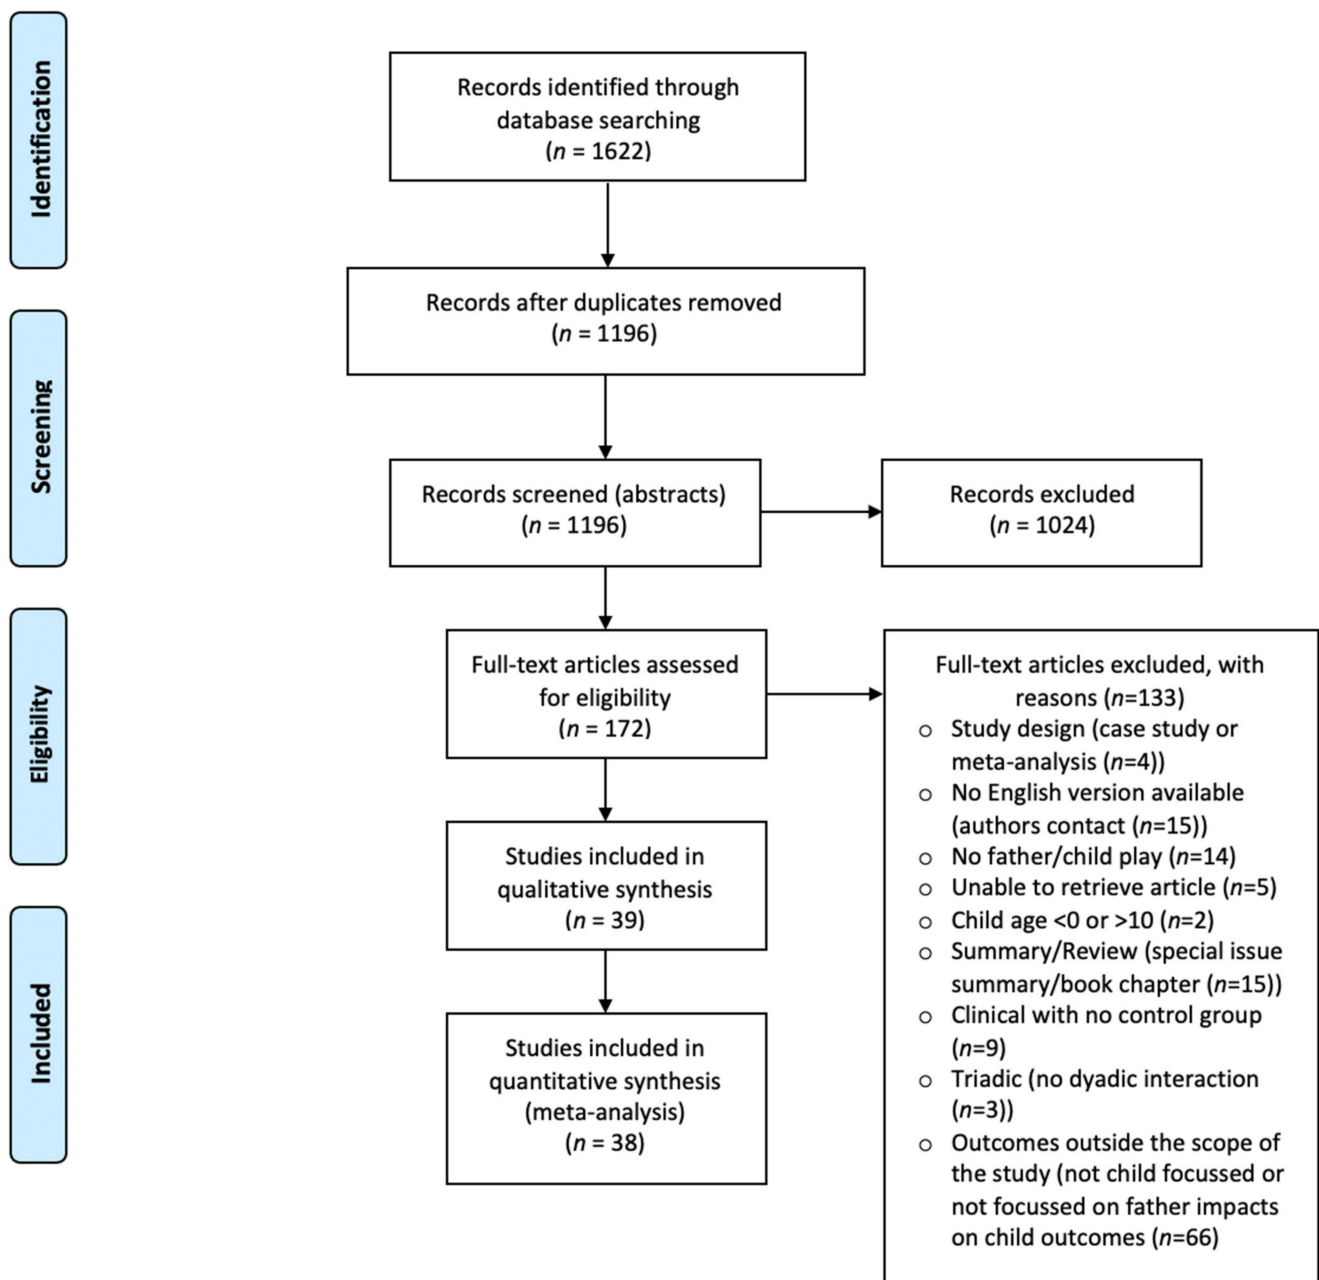 Identification
Records identified through
database searching
(n = 1622)
Records after duplicates removed
(n = 1196)
Screening
Records screened (abstracts)
(n = 1196)
Records excluded
(n = 1024)
Eligibility
Full-text articles assessed
for eligibility
(n = 172)
Full-text articles excluded, with
reasons (n=133)
o Study design (case study or
meta-analysis (n=4))
o No English version available
(authors contact (n=15))
o No father/child play (n=14)
o Unable to retrieve article (n=5)
o Child age <0 or >10 (n=2)
o Summary/Review (special issue
summary/book chapter (n=15))
o Clinical with no control group
(n=9)
o Triadic (no dyadic interaction
(n=3))
o Outcomes outside the scope of
the study (not child focussed or
not focussed on father impacts
on child outcomes (n=66)
Studies included in
qualitative synthesis
(n = 39)
Included
Studies included in
quantitative synthesis
(meta-analysis)
(n = 38)